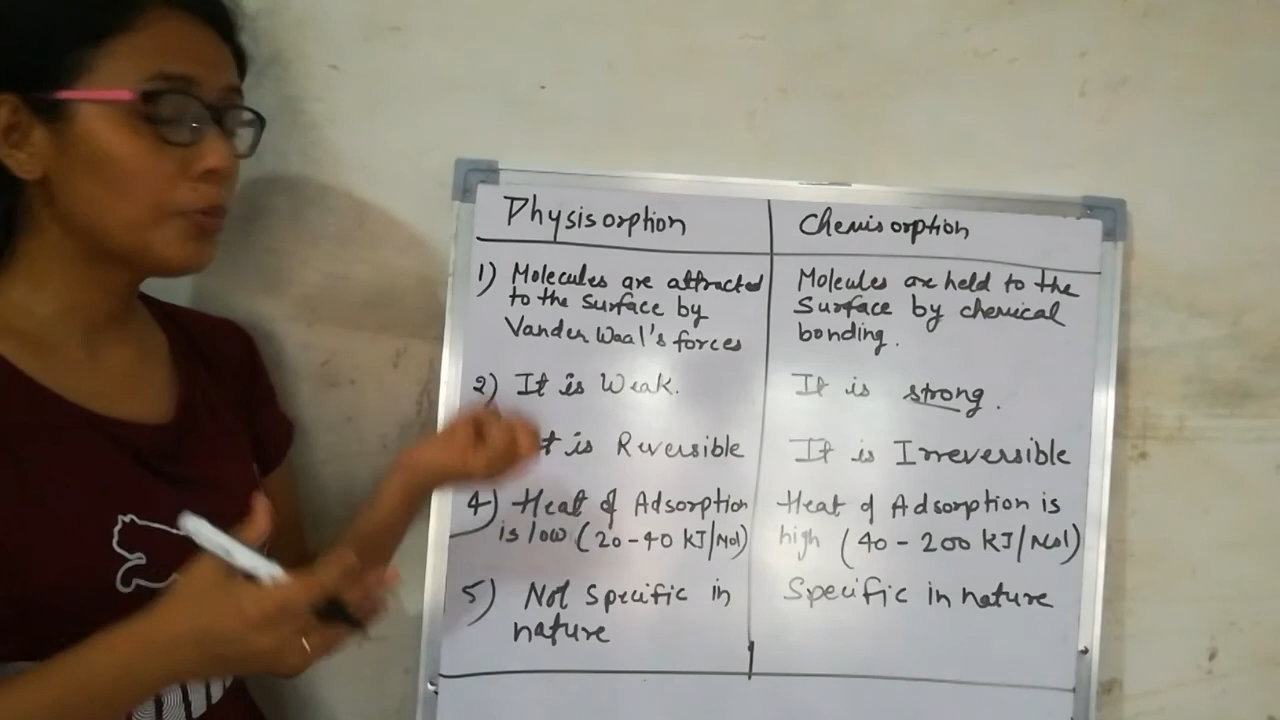 Physisorption
Chemisorption
1) Molecules are attracted
to the surface by
Vander Waal's forces
Moleules are held to the
Surface by chemical
bonding.
2) It is Weak.
It is strong.
is Reversible
It is Irreversible
4) Heat of Adsorption
is low (20-40 KJ/Mol)
Heat of Adsorption is
high (40-200 KJ/Mol)
5) Not Specific in
nature
Specific in nature